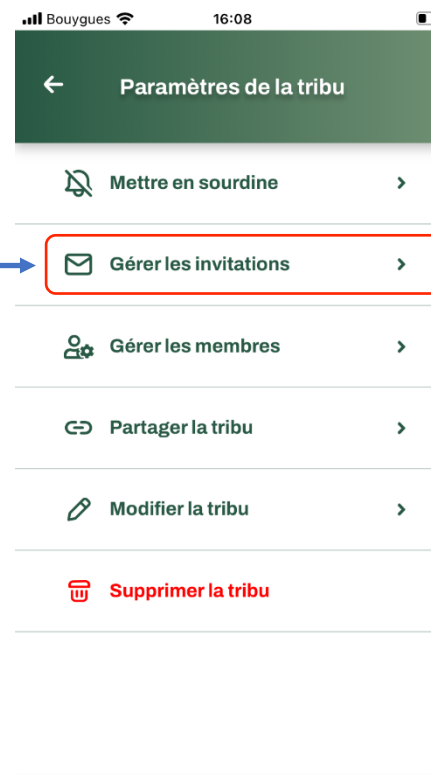 Bouygues 16:08
Paramètres de la tribu
Mettre en sourdine
Gérer les invitations
Gérer les membres
Partager la tribu
Modifier la tribu
Supprimer la tribu